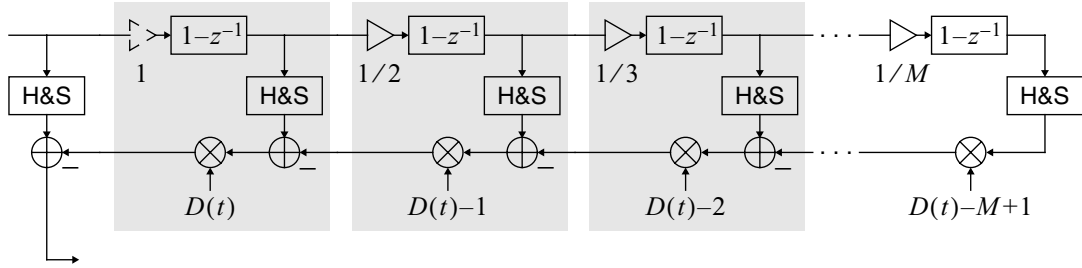 1–z⁻¹ 1–z⁻¹ 1–z⁻¹ · · · 1–z⁻¹
1 1/2 1/3 1/M
H&S H&S H&S H&S H&S
– – – –
· · ·
D(t) D(t)–1 D(t)–2 D(t)–M+1